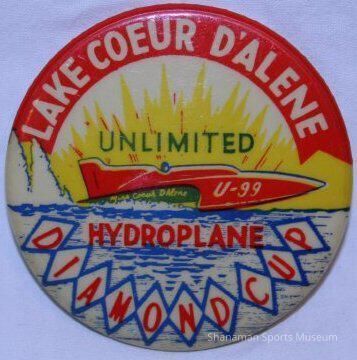 LAKE COEUR D'ALENE
UNLIMITED
Miss Coeur D'Alene
U-99
HYDROPLANE
DIAMOND CUP
Shanaman Sports Museum